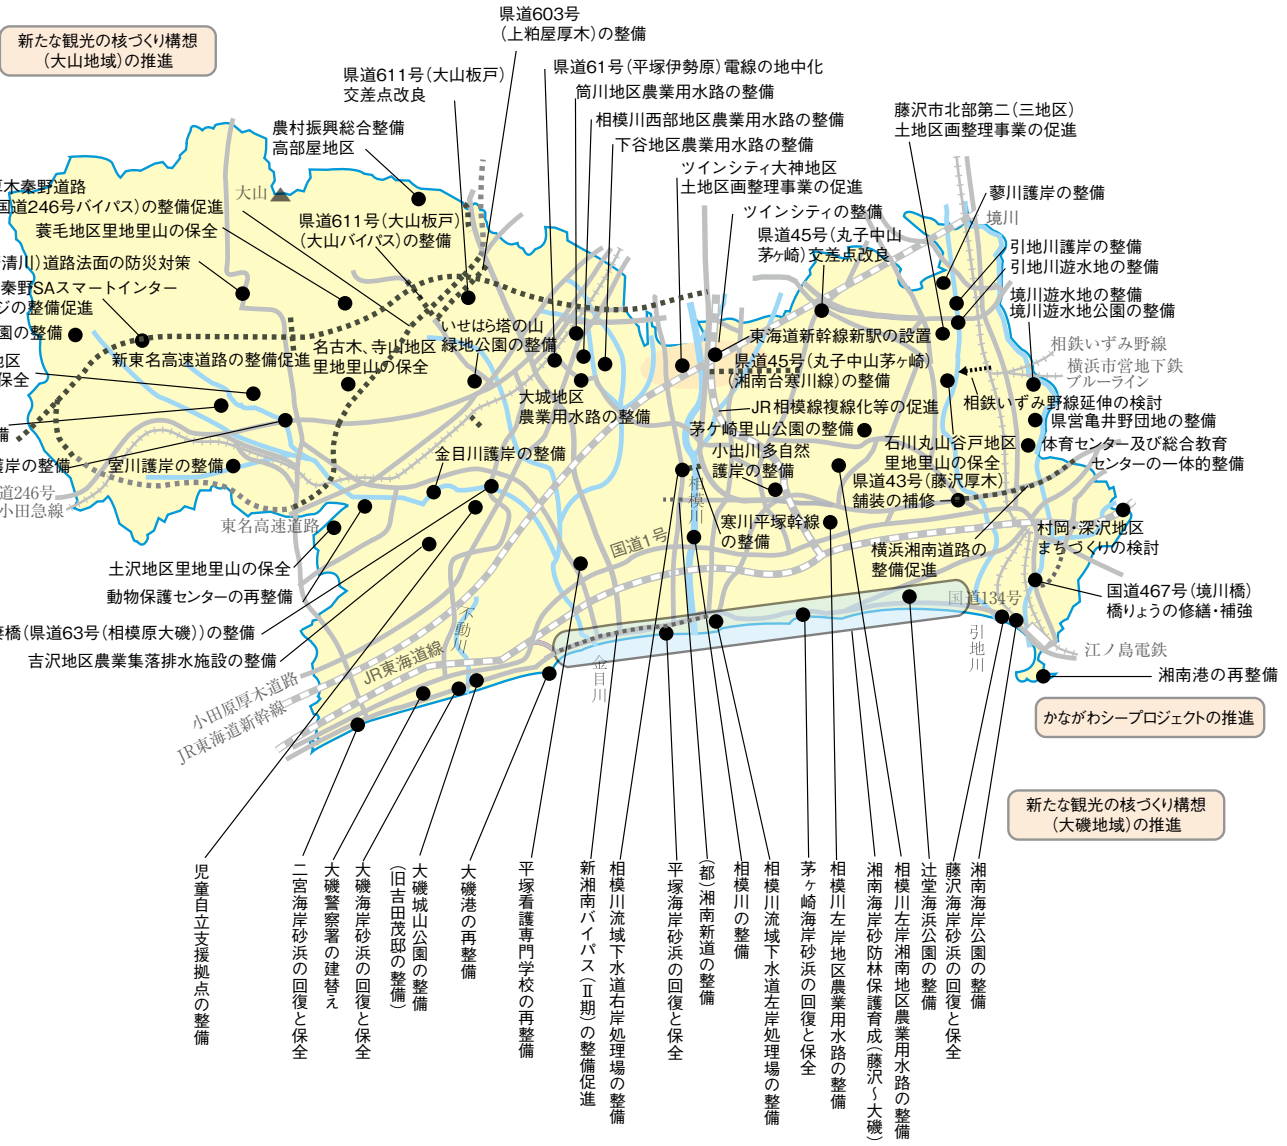 新たな観光の核づくり構想
(大山地域)の推進
県道603号
(上粕屋厚木)の整備
県道611号(大山板戸)
交差点改良
県道61号(平塚伊勢原)電線の地中化
筒川地区農業用水路の整備
相模川西部地区農業用水路の整備
下谷地区農業用水路の整備
農村振興総合整備
高部屋地区
ツインシティ大神地区
土地区画整理事業の促進
藤沢市北部第二(三地区)
土地区画整理事業の促進
木秦野道路
国道246号バイパス)の整備促進
大山
蓑毛地区里地里山の保全
県道611号(大山板戸)
(大山バイパス)の整備
ツインシティの整備
県道45号(丸子中山
茅ヶ崎)交差点改良
蓼川護岸の整備
境川
引地川護岸の整備
引地川遊水地の整備
境川遊水地の整備
境川遊水地公園の整備
清川)道路法面の防災対策
秦野SAスマートインター
ジの整備促進
園の整備
新東名高速道路の整備促進
地区
保全
名古木、寺山地区
里地里山の保全
いせはら塔の山
緑地公園の整備
東海道新幹線新駅の設置
県道45号(丸子中山茅ヶ崎)
(湘南台寒川線)の整備
相鉄いずみ野線
横浜市営地下鉄
ブルーライン
相鉄いずみ野線延伸の検討
大城地区
農業用水路の整備
JR相模線複線化等の促進
茅ケ崎里山公園の整備
県営亀井野団地の整備
備
護岸の整備
室川護岸の整備
金目川護岸の整備
小出川多自然
護岸の整備
石川丸山谷戸地区
里地里山の保全
体育センター及び総合教育
センターの一体的整備
県道43号(藤沢厚木)
舗装の補修
道246号
小田急線
東名高速道路
相模川
寒川平塚幹線
の整備
国道1号
横浜湘南道路の
整備促進
村岡・深沢地区
まちづくりの検討
土沢地区里地里山の保全
動物保護センターの再整備
国道467号(境川橋)
橋りょうの修繕・補強
国道134号
橋(県道63号(相模原大磯))の整備
吉沢地区農業集落排水施設の整備
不動川
JR東海道線
金目川
引地川
江ノ島電鉄
湘南港の再整備
小田原厚木道路
JR東海道新幹線
かながわシープロジェクトの推進
新たな観光の核づくり構想
(大磯地域)の推進
児童自立支援拠点の整備
二宮海岸砂浜の回復と保全
大磯警察署の建替え
大磯海岸砂浜の回復と保全
大磯城山公園の整備
(旧吉田茂邸の整備)
大磯港の再整備
平塚看護専門学校の再整備
新湘南バイパス(Ⅱ期)の整備促進
相模川流域下水道右岸処理場の整備
平塚海岸砂浜の回復と保全
(都)湘南新道の整備
相模川の整備
相模川流域下水道左岸処理場の整備
茅ヶ崎海岸砂浜の回復と保全
相模川左岸地区農業用水路の整備
湘南海岸砂防林保護育成(藤沢～大磯)
相模川左岸湘南地区農業用水路の整備
辻堂海浜公園の整備
藤沢海岸砂浜の回復と保全
湘南海岸公園の整備